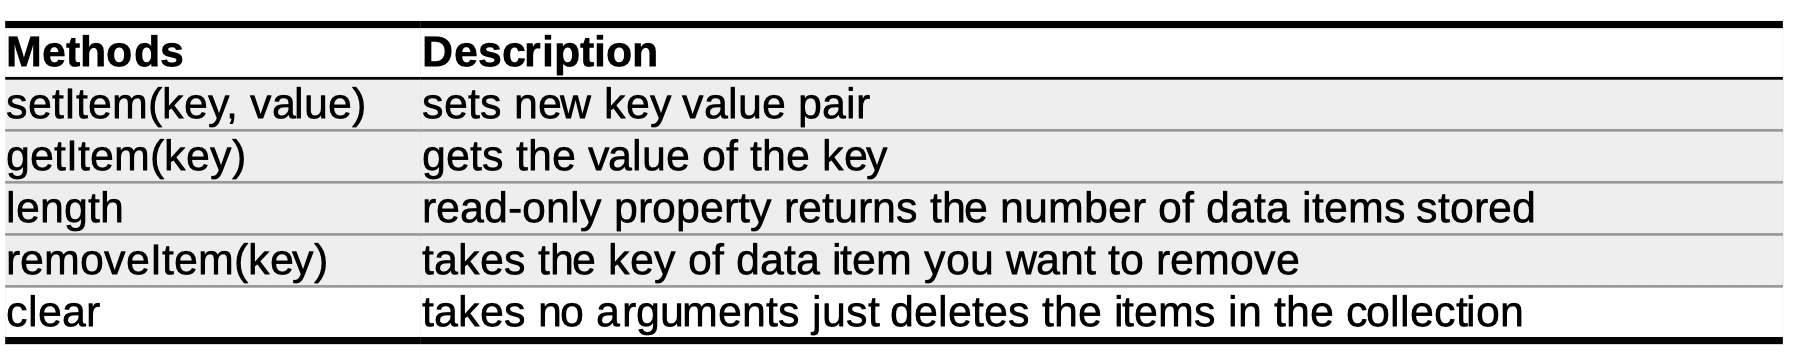 Methods Description
setItem(key, value) sets new key value pair
getItem(key) gets the value of the key
length read-only property returns the number of data items stored
removeItem(key) takes the key of data item you want to remove
clear takes no arguments just deletes the items in the collection